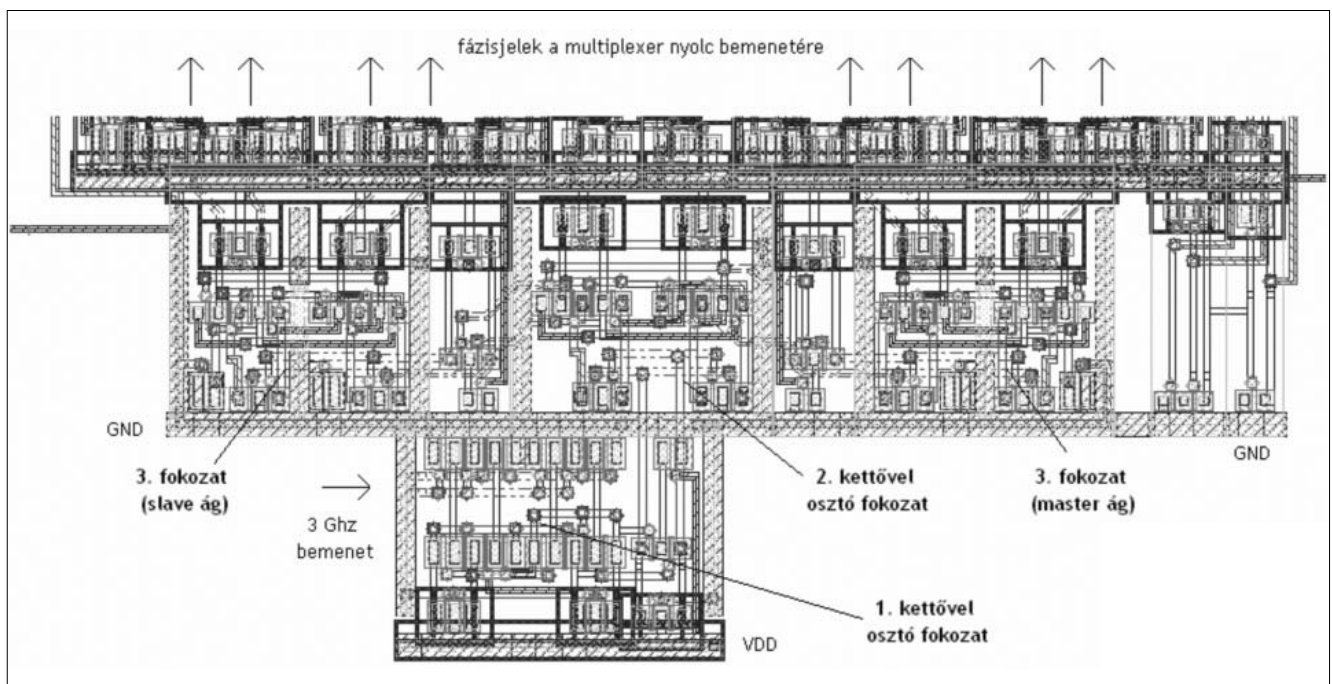 fázisjelek a multiplexer nyolc bemenetére
GND
GND
3. fokozat
(slave ág)
2. kettővel
osztó fokozat
3. fokozat
(master ág)
3 Ghz
bemenet
1. kettővel
osztó fokozat
VDD